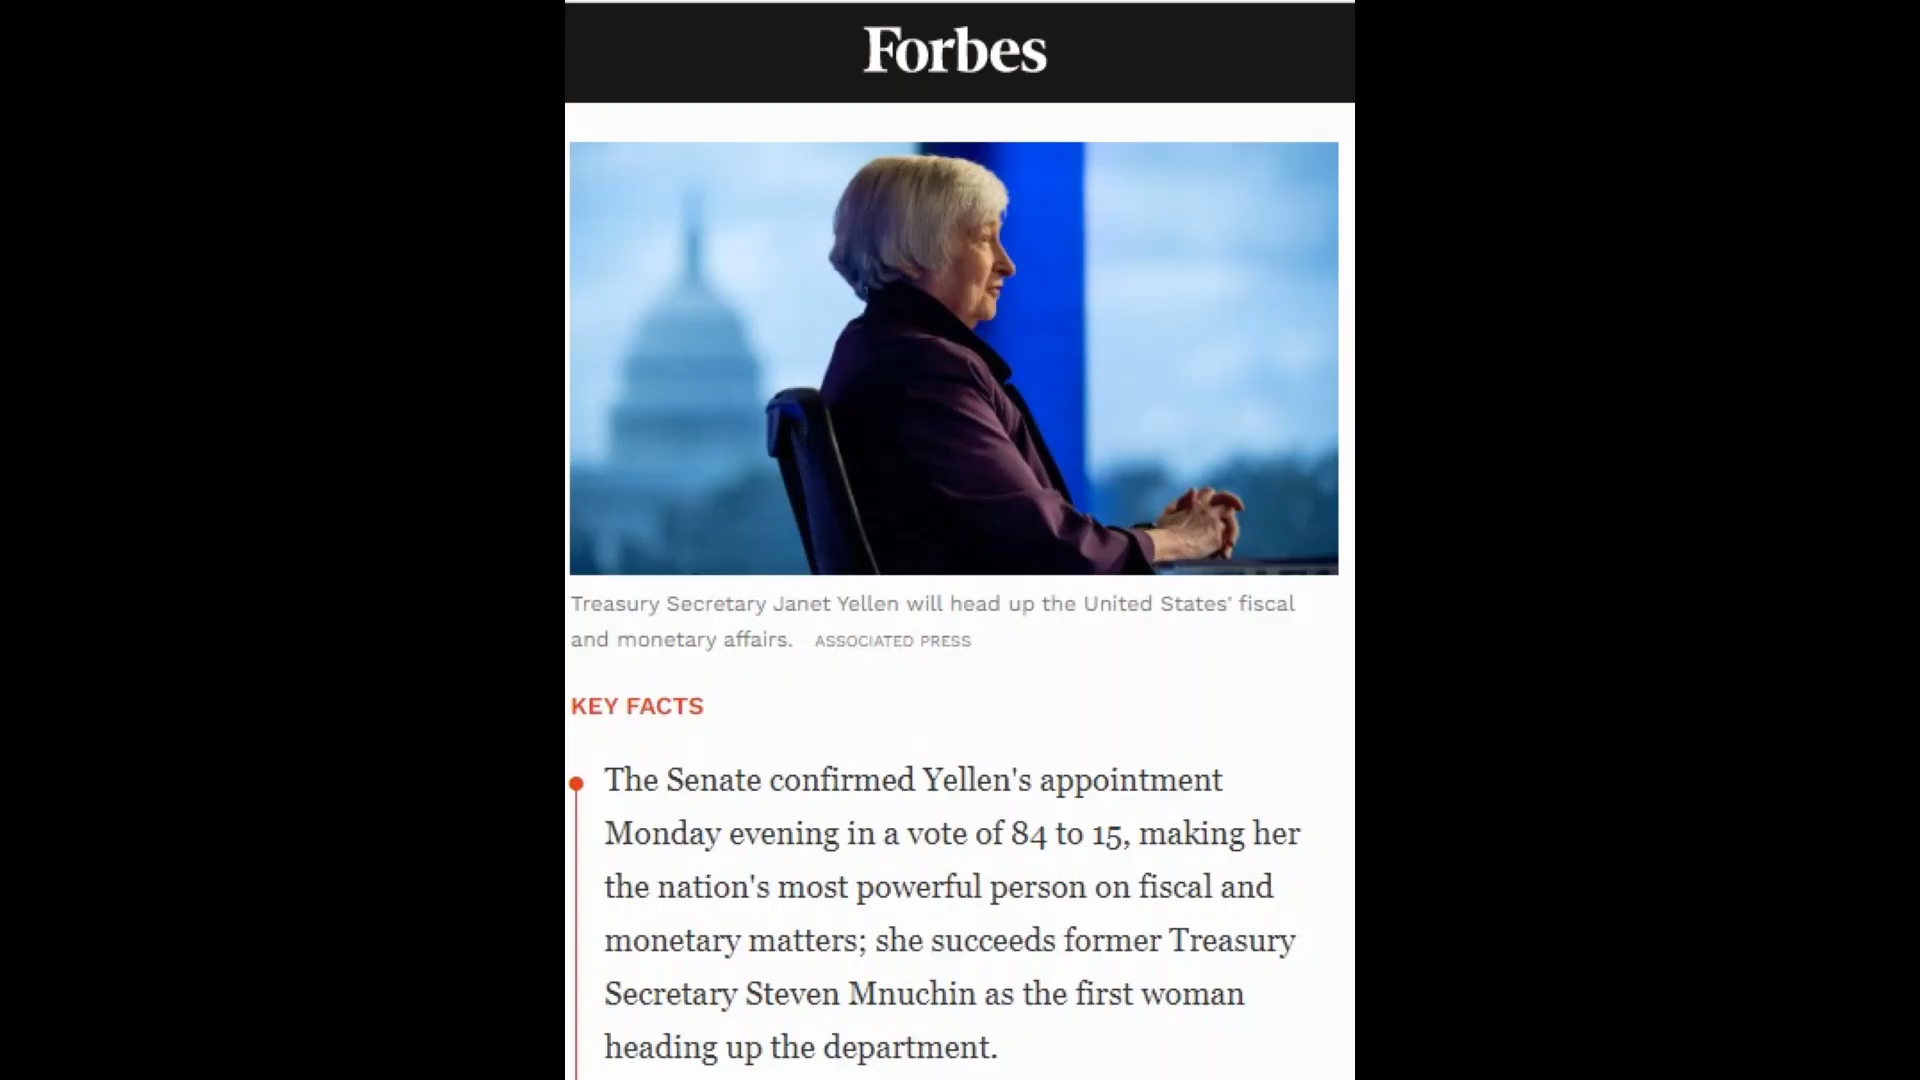 Forbes
Treasury Secretary Janet Yellen will head up the United States' fiscal
and monetary affairs. ASSOCIATED PRESS
KEY FACTS
The Senate confirmed Yellen's appointment
Monday evening in a vote of 84 to 15, making her
the nation's most powerful person on fiscal and
monetary matters; she succeeds former Treasury
Secretary Steven Mnuchin as the first woman
heading up the department.